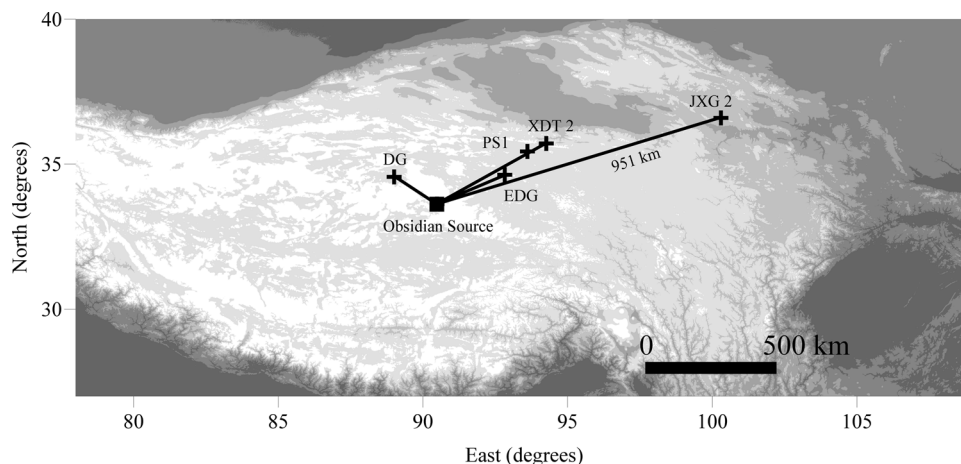 40
35
30
North (degrees)
JXG 2
XDT 2
PS1
DG
951 km
EDG
Obsidian Source
0 500 km
80 85 90 95 100 105
East (degrees)